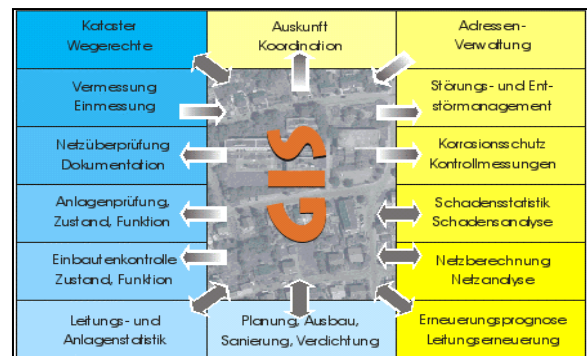 Kataster
Wegerechte
Auskunft
Koordination
Adressen-
Verwaltung
Vermessung
Einmessung
Störungs- und Ent-
störmanagement
Netzüberprüfung
Dokumentation
Korrosionsschutz
Kontrollmessungen
GIS
Anlagenprüfung,
Zustand, Funktion
Schadensstatistik
Schadensanalyse
Einbautenkontrolle
Zustand, Funktion
Netzberechnung
Netzanalyse
Leitungs- und
Anlagenstatistik
Planung, Ausbau,
Sanierung, Verdichtung
Erneuerungsprognose
Leitungserneuerung